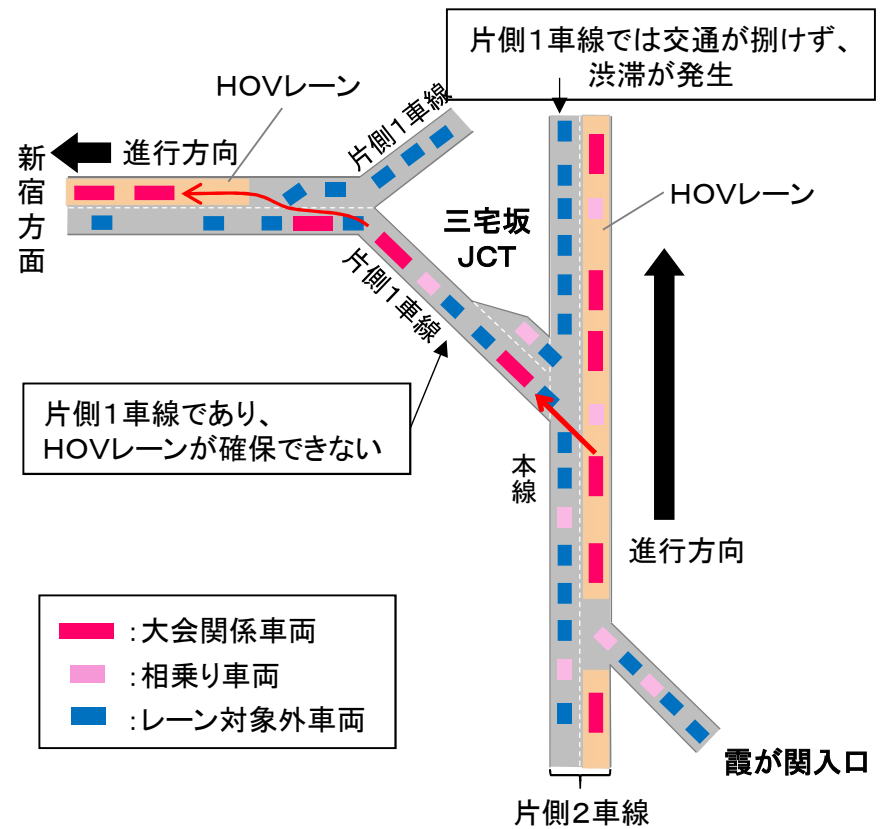 片側１車線では交通が捌けず、
渋滞が発生
HOVレーン
片側１車線
新宿方面
進行方向
HOVレーン
三宅坂
JCT
片側１車線
片側１車線であり、
HOVレーンが確保できない
本線
進行方向
:大会関係車両
:相乗り車両
:レーン対象外車両
霞が関入口
片側２車線